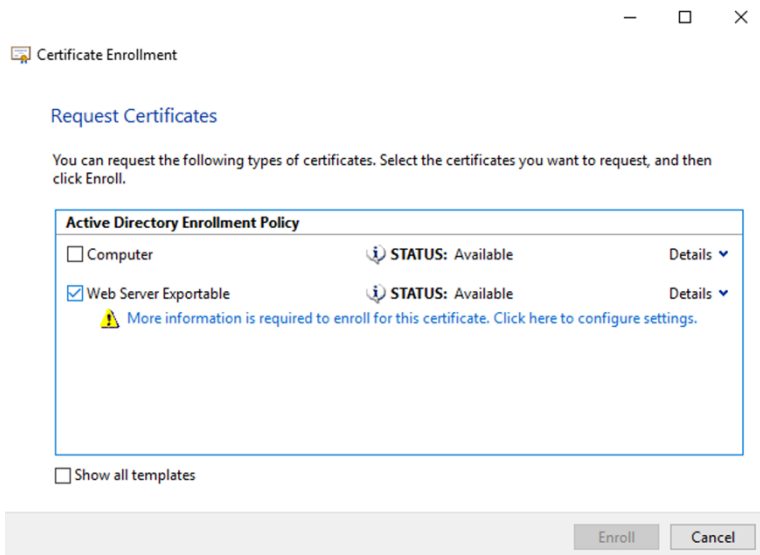 Certificate Enrollment
Request Certificates
You can request the following types of certificates. Select the certificates you want to request, and then
click Enroll.
Active Directory Enrollment Policy
Computer STATUS: Available Details
Web Server Exportable STATUS: Available Details
More information is required to enroll for this certificate. Click here to configure settings.
Show all templates
Enroll Cancel